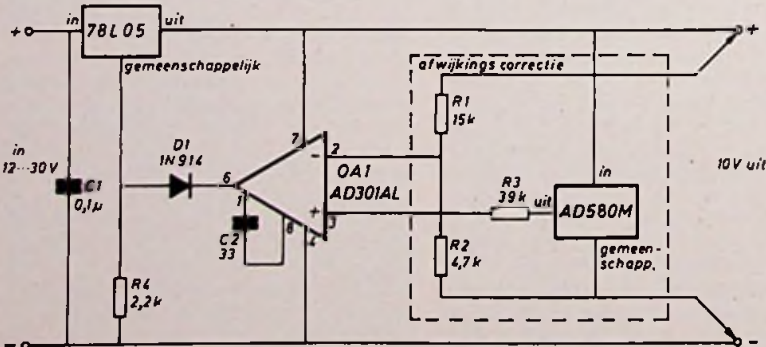 +
in
78L05
uit
gemeenschappelijk
afwijkings correctie
+
R1
15k
D1
1N914
7
2
-
6
OA1
AD301AL
in
12...30V
C1
0,1µ
1
+
3
8
4
C2
33
R3
39k
uit
in
AD580M
gemeen-
schapp.
10V uit
R2
4,7k
R4
2,2k
-
-